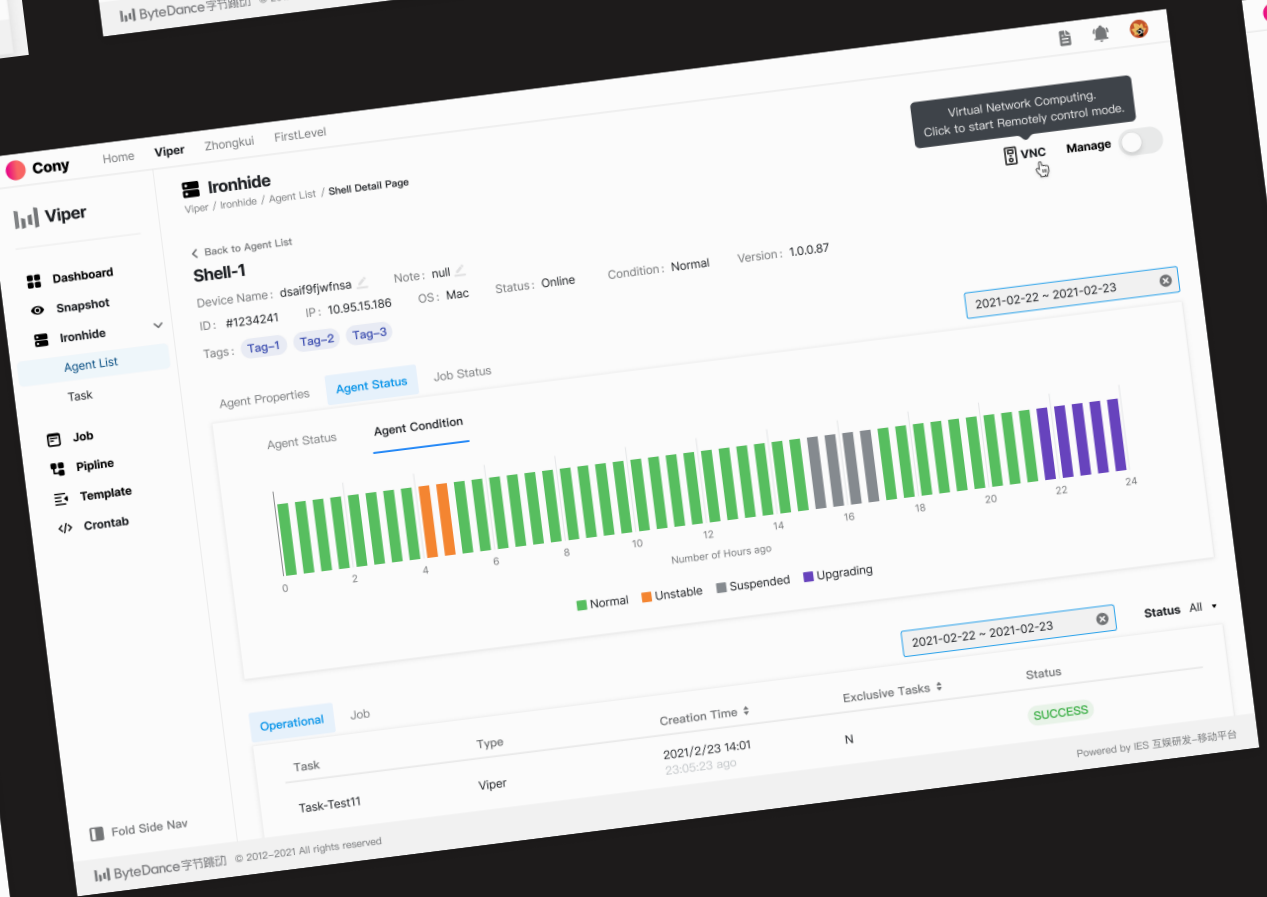 ByteDance字节跳动
Cony
Home Viper Zhongkui FirstLevel
Virtual Network Computing.
Click to start Remotely control mode.
VNC Manage
Viper
Ironhide
Viper / Ironhide / Agent List / Shell Detail Page
Dashboard
Snapshot
Ironhide
Agent List
Task
Job
Pipline
Template
Crontab
Fold Side Nav
Back to Agent List
Shell-1
Device Name : dsaif9fjwfnsa Note : null
ID : #1234241 IP : 10.95.15.186 OS : Mac Status : Online Condition : Normal Version : 1.0.0.87
Tags : Tag-1 Tag-2 Tag-3
2021-02-22 ~ 2021-02-23
Agent Properties Agent Status Job Status
Agent Status Agent Condition
0 2 4 6 8 10 12 14 16 18 20 22 24
Number of Hours ago
Normal Unstable Suspended Upgrading
2021-02-22 ~ 2021-02-23 Status All
Operational Job
Task Type Creation Time Exclusive Tasks Status
Task-Test11 Viper 2021/2/23 14:01 N SUCCESS
23:05:23 ago
Powered by IES 互娱研发-移动平台
ByteDance字节跳动 © 2012-2021 All rights reserved